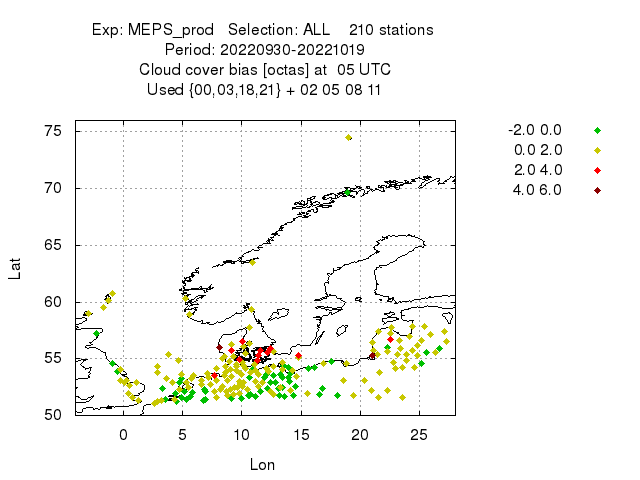 Exp: MEPS_prod   Selection: ALL    210 stations
Period: 20220930-20221019
Cloud cover bias [octas] at  05 UTC
Used {00,03,18,21} + 02 05 08 11
-2.0 0.0
0.0 2.0
2.0 4.0
4.0 6.0
Lat
75
70
65
60
55
50
0 5 10 15 20 25
Lon